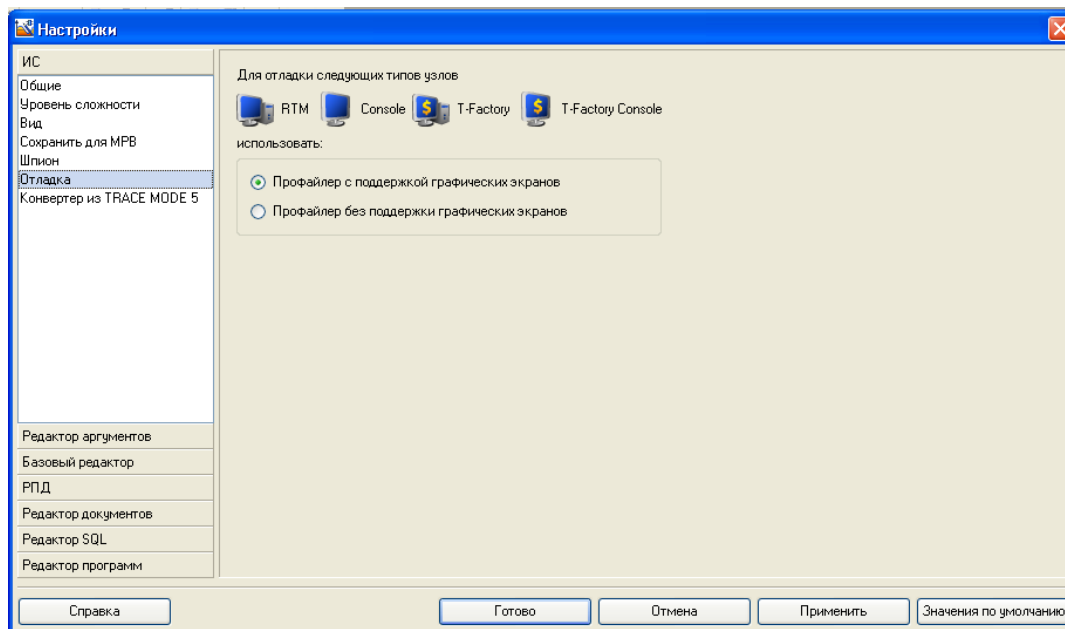 Настройки
ИС
Общие
Уровень сложности
Вид
Сохранить для МРВ
Шпион
Отладка
Конвертер из TRACE MODE 5
Редактор аргументов
Базовый редактор
РПД
Редактор документов
Редактор SQL
Редактор программ
Для отладки следующих типов узлов
RTM Console T-Factory T-Factory Console
использовать:
Профайлер с поддержкой графических экранов
Профайлер без поддержки графических экранов
Справка Готово Отмена Применить Значения по умолчанию